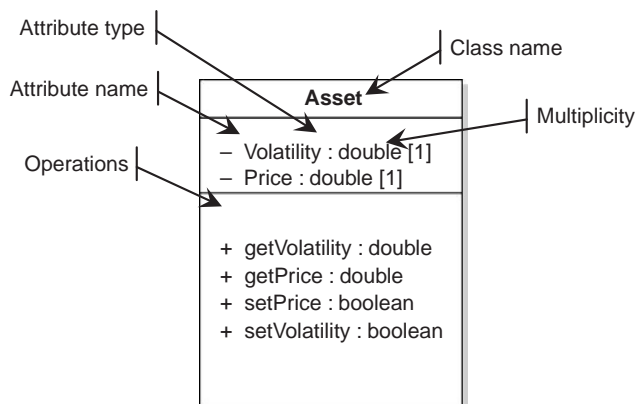 Attribute type
Class name
Attribute name
Asset
Multiplicity
– Volatility : double [1]
Operations
– Price : double [1]
+ getVolatility : double
+ getPrice : double
+ setPrice : boolean
+ setVolatility : boolean